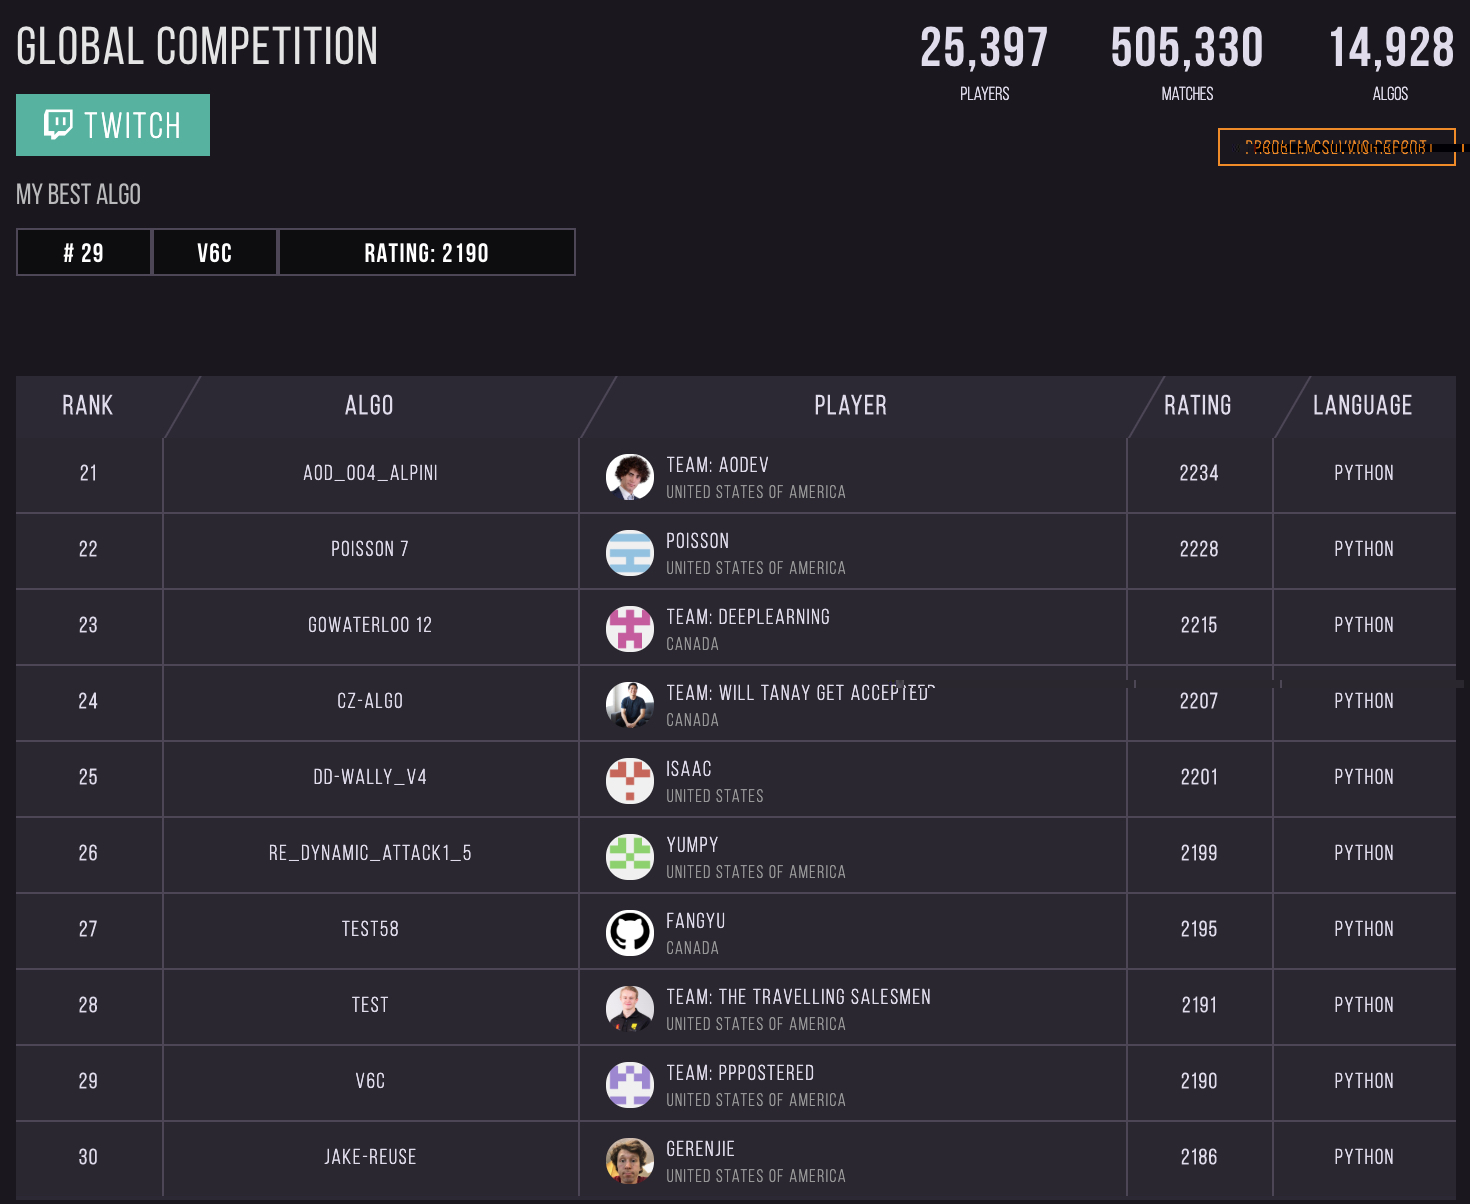 GLOBAL COMPETITION
25,397 505,330 14,928
PLAYERS MATCHES ALGOS
TWITCH
MY BEST ALGO
# 29 V6C RATING: 2190
RANK ALGO PLAYER RATING LANGUAGE
21 AOD_004_ALPINI TEAM: AODEV 2234 PYTHON
UNITED STATES OF AMERICA
22 POISSON 7 POISSON 2228 PYTHON
UNITED STATES OF AMERICA
23 GOWATERLOO 12 TEAM: DEEPLEARNING 2215 PYTHON
CANADA
24 CZ-ALGO TEAM: WILL TANAY GET ACCEPTED 2207 PYTHON
CANADA
25 DD-WALLY_V4 ISAAC 2201 PYTHON
UNITED STATES
26 RE_DYNAMIC_ATTACK1_5 YUMPY 2199 PYTHON
UNITED STATES OF AMERICA
27 TEST58 FANGYU 2195 PYTHON
CANADA
28 TEST TEAM: THE TRAVELLING SALESMEN 2191 PYTHON
UNITED STATES OF AMERICA
29 V6C TEAM: PPPOSTERED 2190 PYTHON
UNITED STATES OF AMERICA
30 JAKE-REUSE GERENJIE 2186 PYTHON
UNITED STATES OF AMERICA